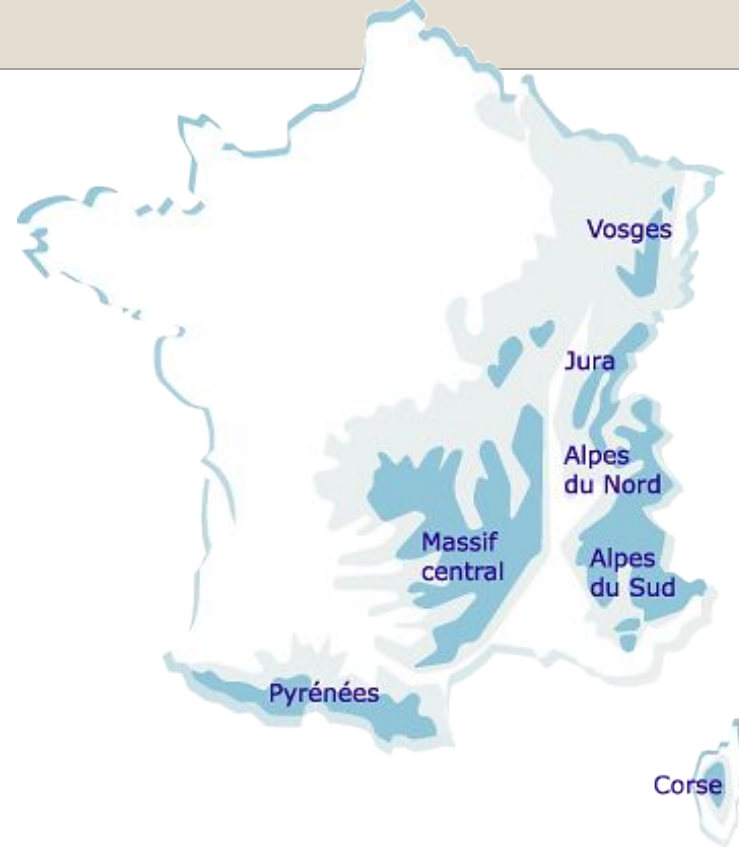 Vosges
Jura
Alpes
du Nord
Massif
central
Alpes
du Sud
Pyrénées
Corse